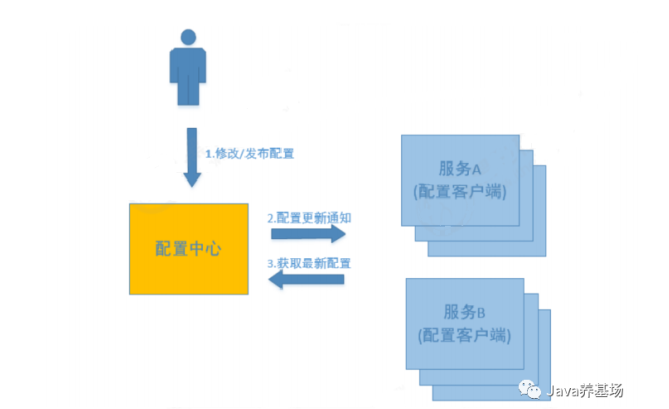 1.修改/发布配置
服务A
(配置客户端)
配置中心
2.配置更新通知
3.获取最新配置
服务B
(配置客户端)
Java养基场